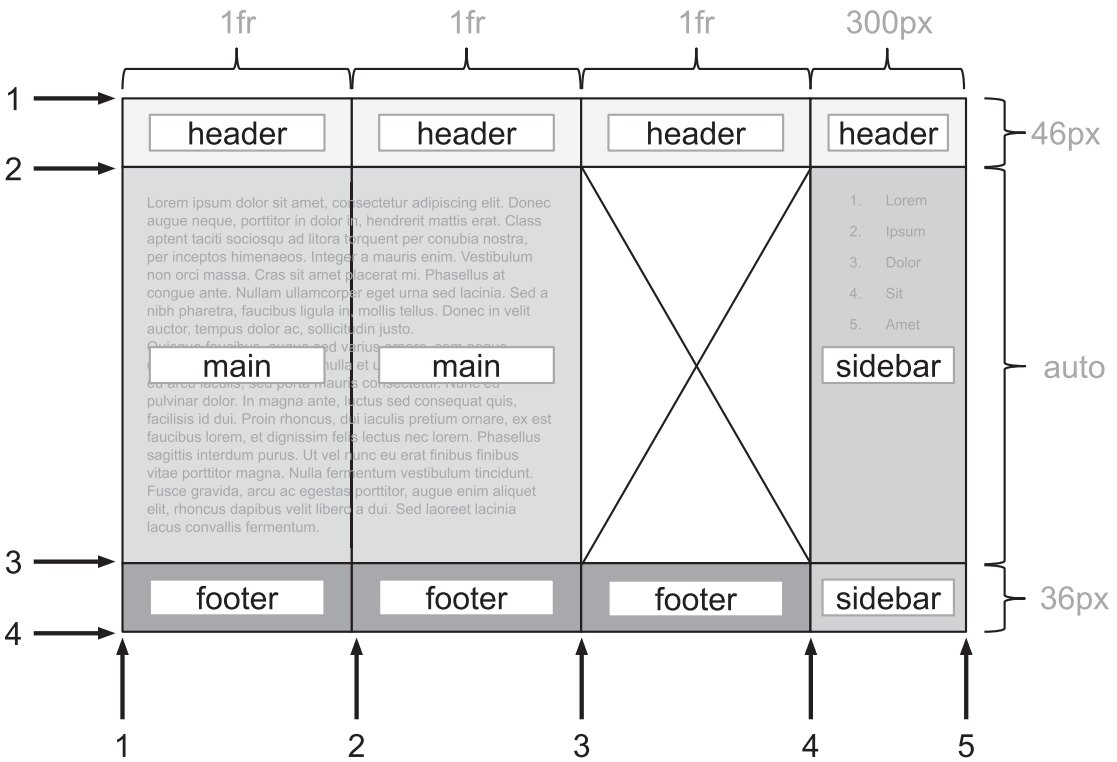 1fr 1fr 1fr 300px
1
header header header header
46px
2
Lorem ipsum dolor sit amet, consectetur adipiscing elit. Donec
augue neque, porttitor in dolor in, hendrerit mattis erat. Class
aptent taciti sociosqu ad litora torquent per conubia nostra,
per inceptos himenaeos. Integer a mauris enim. Vestibulum
non orci massa. Cras sit amet placerat mi. Phasellus at
congue ante. Nullam ullamcorper eget urna sed lacinia. Sed a
nibh pharetra, faucibus ligula in, mollis tellus. Donec in velit
auctor, tempus dolor ac, sollicitudin justo.
sed varius
main main
nulla et
mauris consectetur.
pulvinar dolor. In magna ante, luctus sed consequat quis,
facilisis id dui. Proin rhoncus, dui iaculis pretium ornare, ex est
faucibus lorem, et dignissim felis lectus nec lorem. Phasellus
sagittis interdum purus. Ut vel nunc eu erat finibus finibus
vitae porttitor magna. Nulla fermentum vestibulum tincidunt.
Fusce gravida, arcu ac egestas porttitor, augue enim aliquet
elit, rhoncus dapibus velit libero a dui. Sed laoreet lacinia
lacus convallis fermentum.
1. Lorem
2. Ipsum
3. Dolor
4. Sit
5. Amet
sidebar
auto
3
footer footer footer sidebar
36px
4
1 2 3 4 5